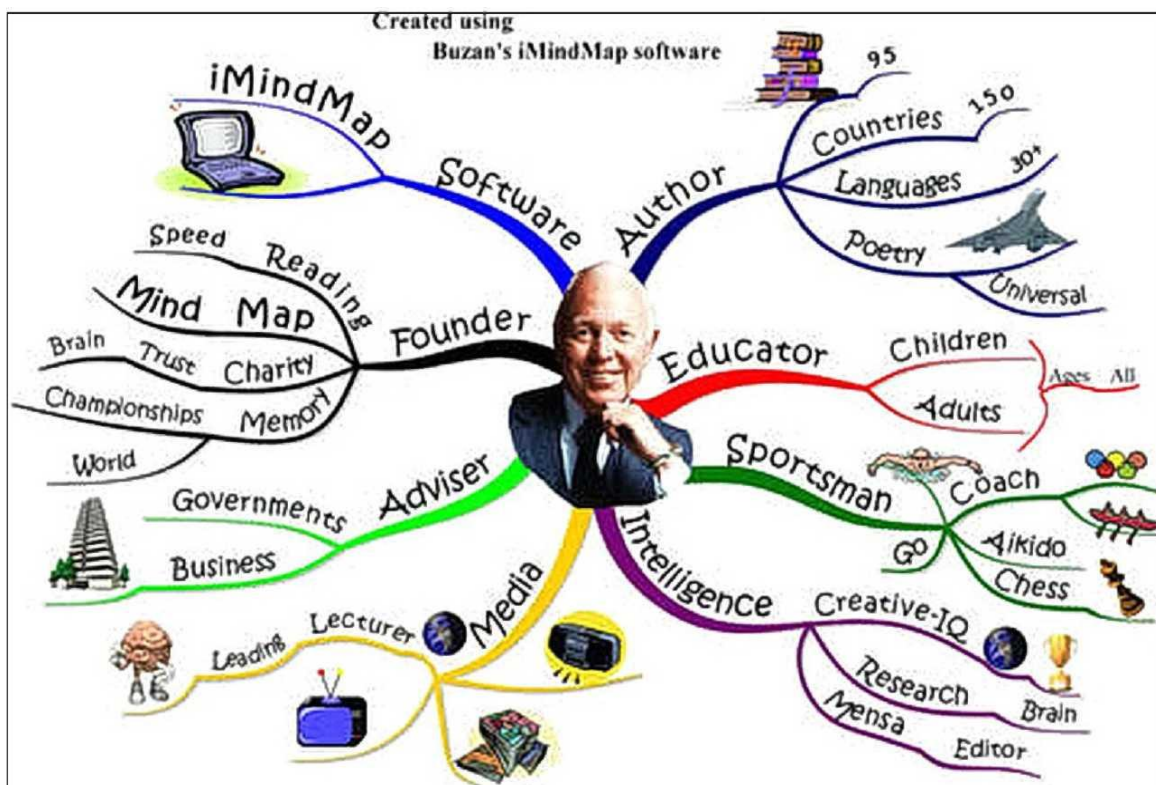 Created using
Buzan's iMindMap software
iMindMap
Software
Author
95
Countries
150
Languages
30+
Poetry
Universal
Speed
Reading
Mind Map
Founder
Brain Trust Charity
Championships Memory
World
Educator
Children
Adults
Ages All
Sportsman
Coach
Aikido
Chess
Go
Adviser
Governments
Business
Media
Lecturer
Leading
Intelligence
Creative-IQ
Research
Brain
Mensa
Editor